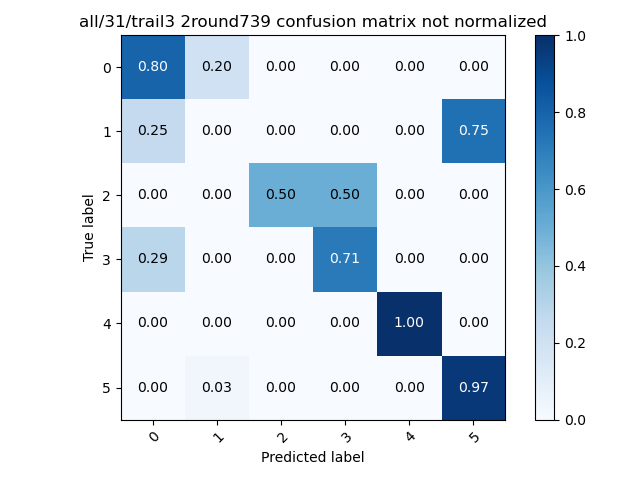 all/31/trail3 2round739 confusion matrix not normalized
True label
0 0.80 0.20 0.00 0.00 0.00 0.00
1 0.25 0.00 0.00 0.00 0.00 0.75
2 0.00 0.00 0.50 0.50 0.00 0.00
3 0.29 0.00 0.00 0.71 0.00 0.00
4 0.00 0.00 0.00 0.00 1.00 0.00
5 0.00 0.03 0.00 0.00 0.00 0.97
0 1 2 3 4 5
Predicted label
1.0
0.8
0.6
0.4
0.2
0.0